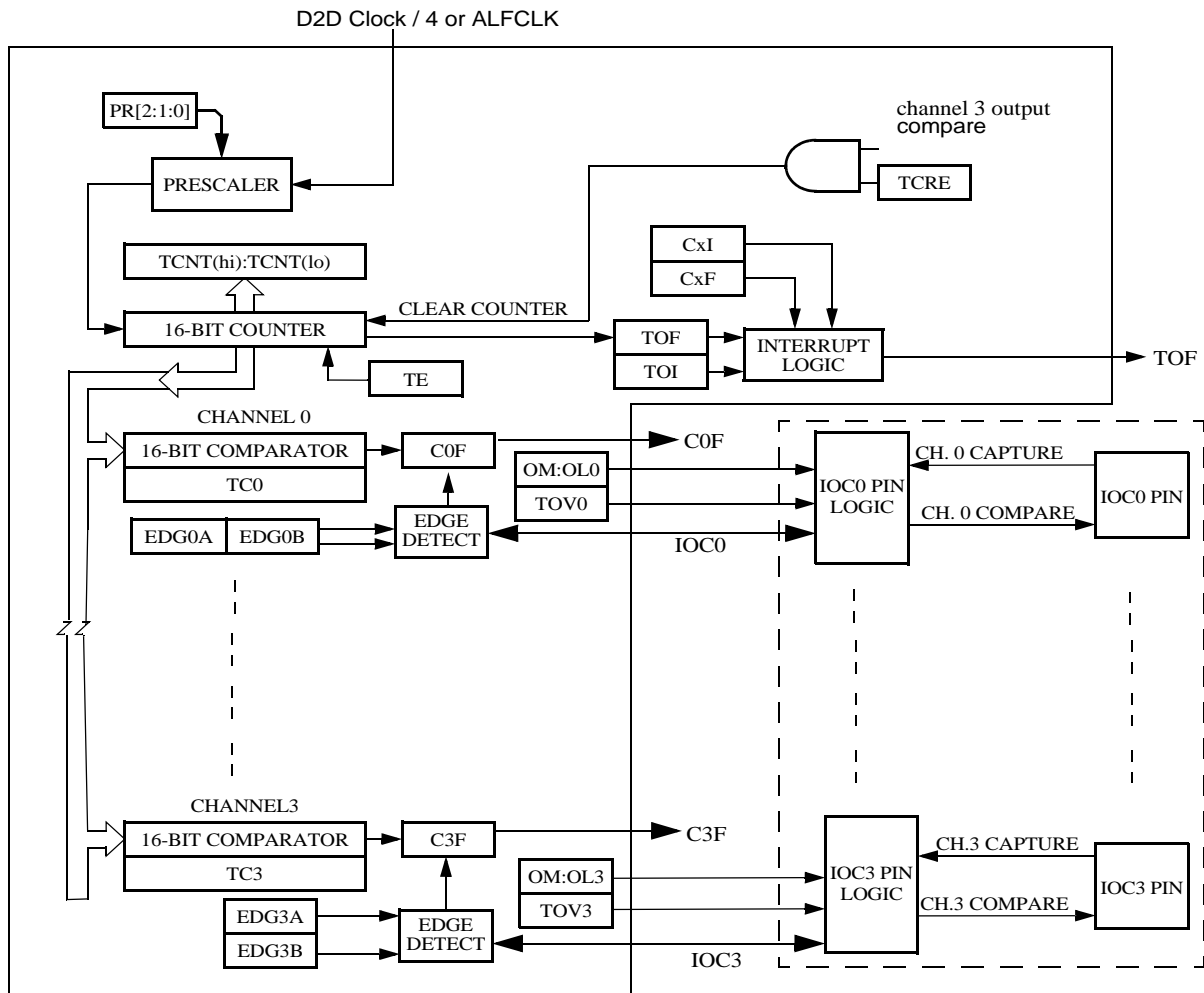 D2D Clock / 4 or ALFCLK
PR[2:1:0]
channel 3 output
compare
PRESCALER
TCRE
CxI
CxF
TCNT(hi):TCNT(lo)
CLEAR COUNTER
16-BIT COUNTER
TOF
TOI
INTERRUPT
LOGIC
TOF
TE
CHANNEL 0
16-BIT COMPARATOR
TC0
C0F
C0F
OM:OL0
TOV0
IOC0 PIN
LOGIC
CH. 0 CAPTURE
CH. 0 COMPARE
IOC0 PIN
EDG0A
EDG0B
EDGE
DETECT
IOC0
CHANNEL3
16-BIT COMPARATOR
TC3
C3F
C3F
OM:OL3
TOV3
IOC3 PIN
LOGIC
CH.3 CAPTURE
CH.3 COMPARE
IOC3 PIN
EDG3A
EDG3B
EDGE
DETECT
IOC3